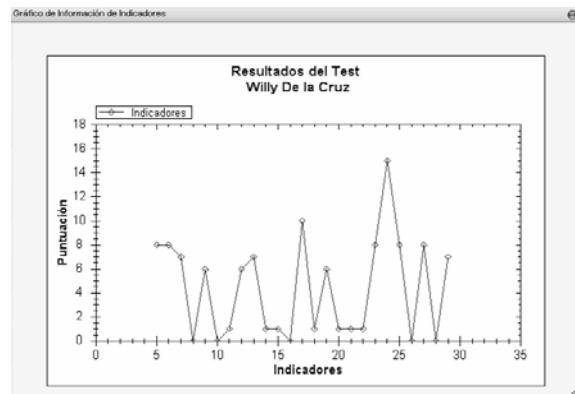 Gráfico de Información de Indicadores
Resultados del Test
Willy De la Cruz
Indicadores
18
16
14
12
10
8
6
4
2
0
Puntuación
0 5 10 15 20 25 30 35
Indicadores